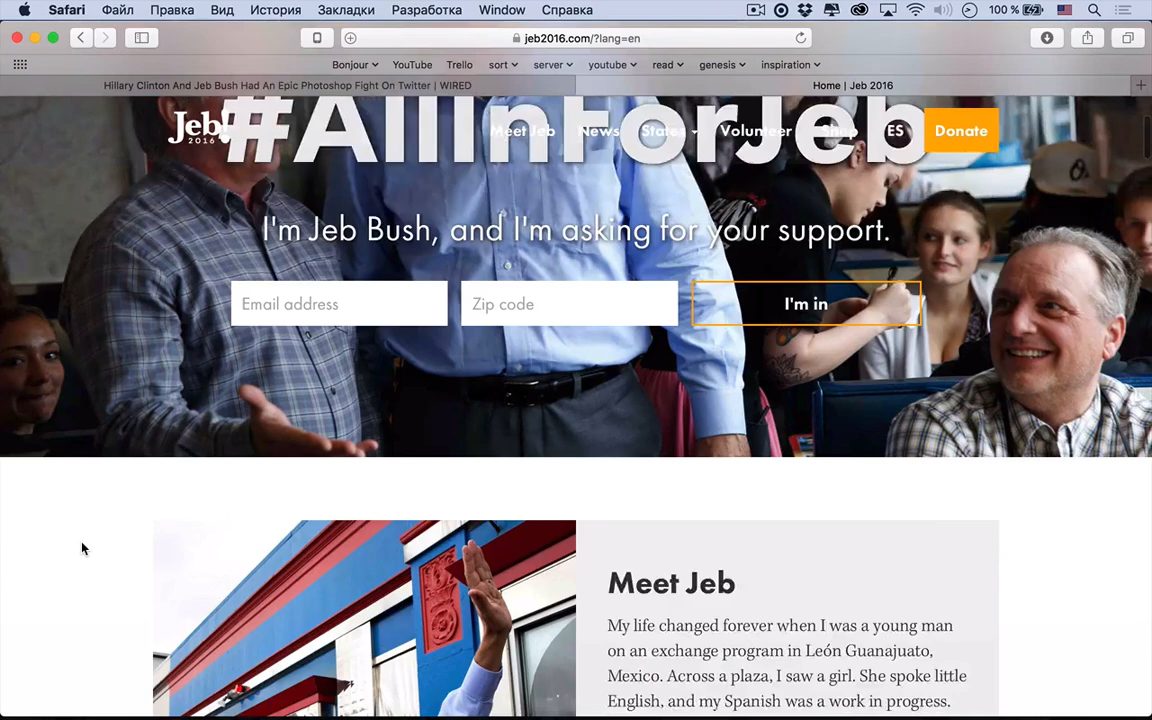 Safari Файл Правка Вид История Закладки Разработка Window Справка 100 %
jeb2016.com/?lang=en
Bonjour YouTube Trello sort server youtube read genesis inspiration
Hillary Clinton And Jeb Bush Had An Epic Photoshop Fight On Twitter | WIRED Home | Jeb 2016
#AllInForJeb
Jeb! 2016 Meet Jeb News States Volunteer Shop ES Donate
I'm Jeb Bush, and I'm asking for your support.
Email address Zip code I'm in
Meet Jeb
My life changed forever when I was a young man
on an exchange program in León Guanajuato,
Mexico. Across a plaza, I saw a girl. She spoke little
English, and my Spanish was a work in progress.